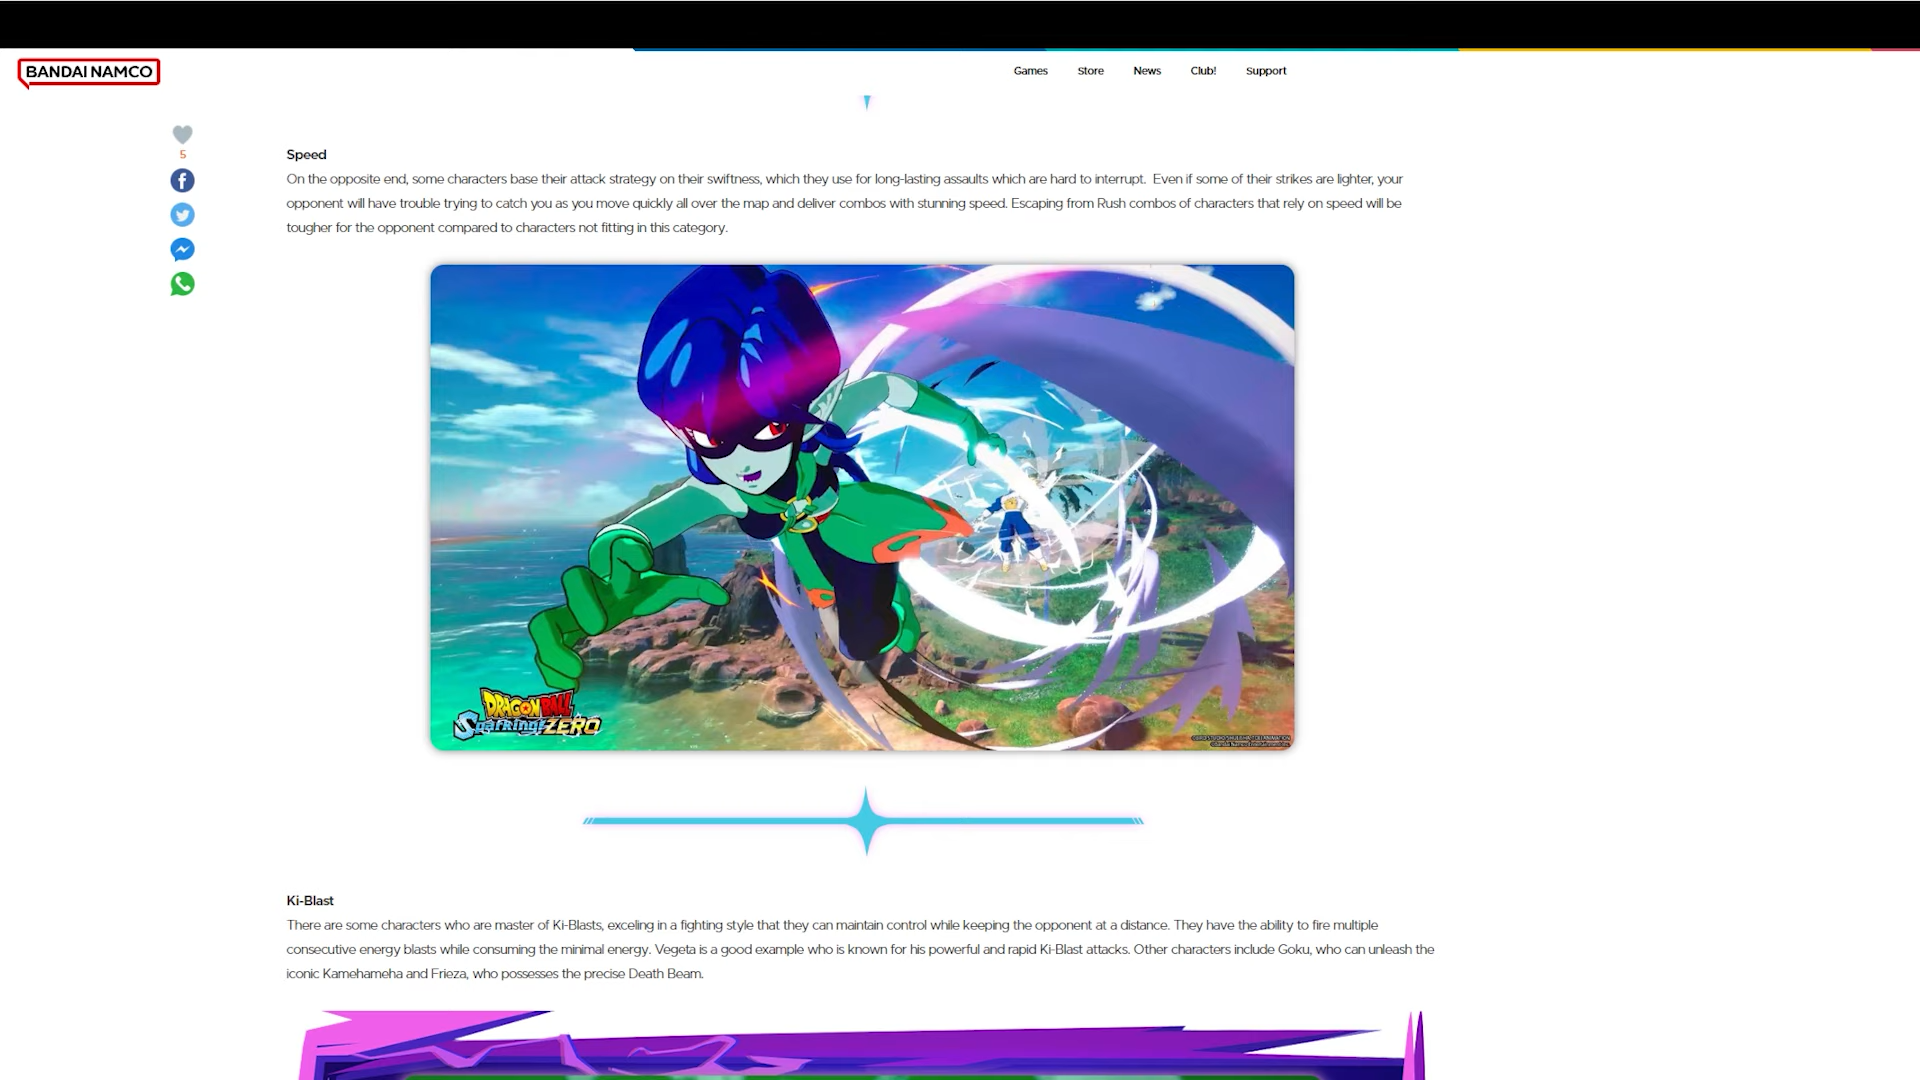 BANDAI NAMCO
Games
Store
News
Club!
Support
5
Speed
On the opposite end, some characters base their attack strategy on their swiftness, which they use for long-lasting assaults which are hard to interrupt. Even if some of their strikes are lighter, your
opponent will have trouble trying to catch you as you move quickly all over the map and deliver combos with stunning speed. Escaping from Rush combos of characters that rely on speed will be
tougher for the opponent compared to characters not fitting in this category.
DRAGON BALL
Sparking! ZERO
Ki-Blast
There are some characters who are master of Ki-Blasts, exceling in a fighting style that they can maintain control while keeping the opponent at a distance. They have the ability to fire multiple
consecutive energy blasts while consuming the minimal energy. Vegeta is a good example who is known for his powerful and rapid Ki-Blast attacks. Other characters include Goku, who can unleash the
iconic Kamehameha and Frieza, who possesses the precise Death Beam.